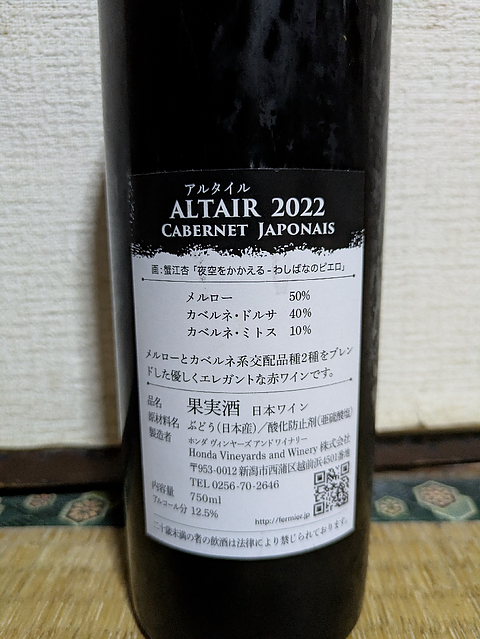 アルタイル
ALTAIR 2022
CABERNET JAPONAIS
画:蟹江杏「夜空をかかえる-わしばなのピエロ」
メルロー 50%
カベルネ・ドルサ 40%
カベルネ・ミトス 10%
メルローとカベルネ系交配品種2種をブレン
ドした優しくエレガントな赤ワインです。
品名 果実酒 日本ワイン
原材料名 ぶどう(日本産)/酸化防止剤(亜硫酸塩)
製造者 ホンダ ヴィンヤーズ アンド ワイナリー
Honda Vineyards and Winery 株式会社
〒953-0012 新潟市西蒲区越前浜4501番地
TEL 0256-70-2646
内容量 750ml
アルコール分 12.5%
http://fermier.jp
二十歳未満の者の飲酒は法律により禁じられております。